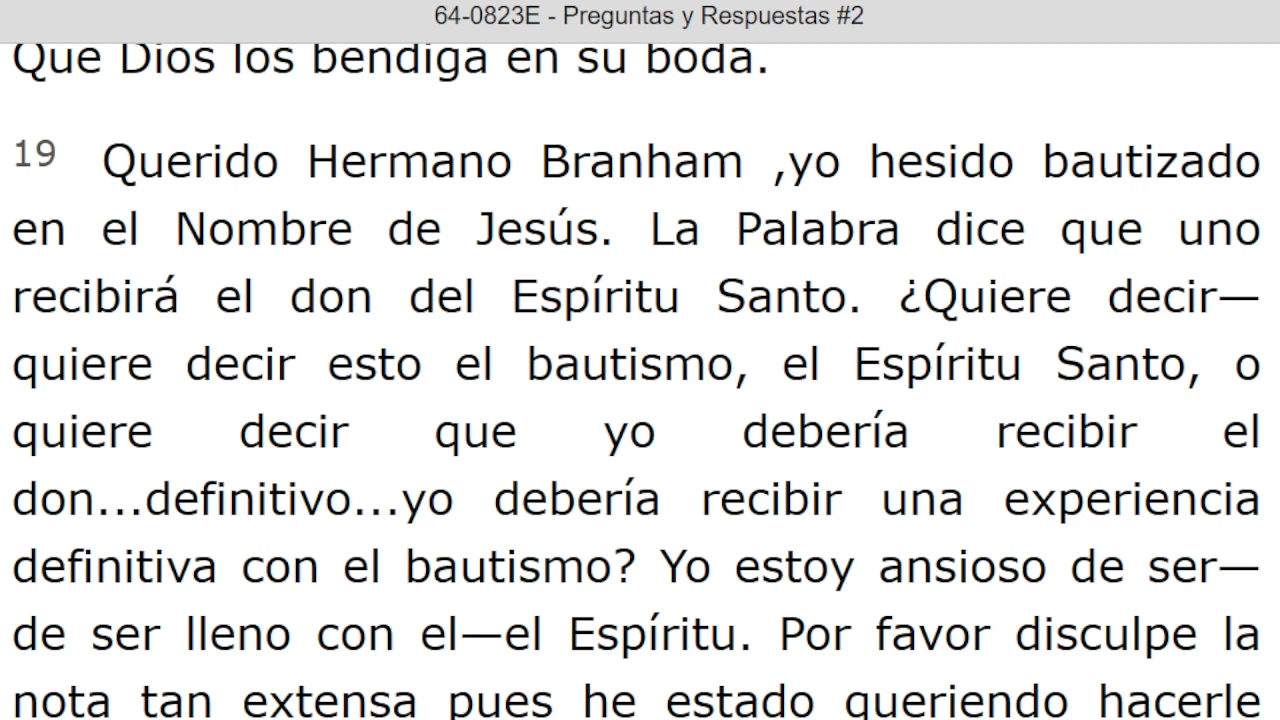 64-0823E - Preguntas y Respuestas #2
Que Dios los bendiga en su boda.
19 Querido Hermano Branham ,yo hesido bautizado
en el Nombre de Jesús. La Palabra dice que uno
recibirá el don del Espíritu Santo. ¿Quiere decir—
quiere decir esto el bautismo, el Espíritu Santo, o
quiere decir que yo debería recibir el
don...definitivo...yo debería recibir una experiencia
definitiva con el bautismo? Yo estoy ansioso de ser—
de ser lleno con el—el Espíritu. Por favor disculpe la
nota tan extensa pues he estado queriendo hacerle